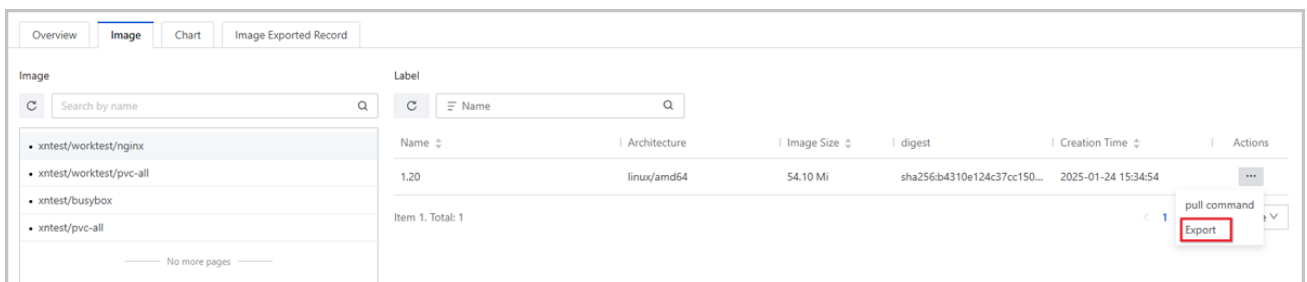 Overview Image Chart Image Exported Record
Image Label
Search by name Name
xntest/worktest/nginx
xntest/worktest/pvc-all
xntest/busybox
xntest/pvc-all
No more pages
Name Architecture Image Size digest Creation Time Actions
1.20 linux/amd64 54.10 Mi sha256:b4310e124c37cc150... 2025-01-24 15:34:54 ...
Item 1. Total: 1
< 1
pull command
Export